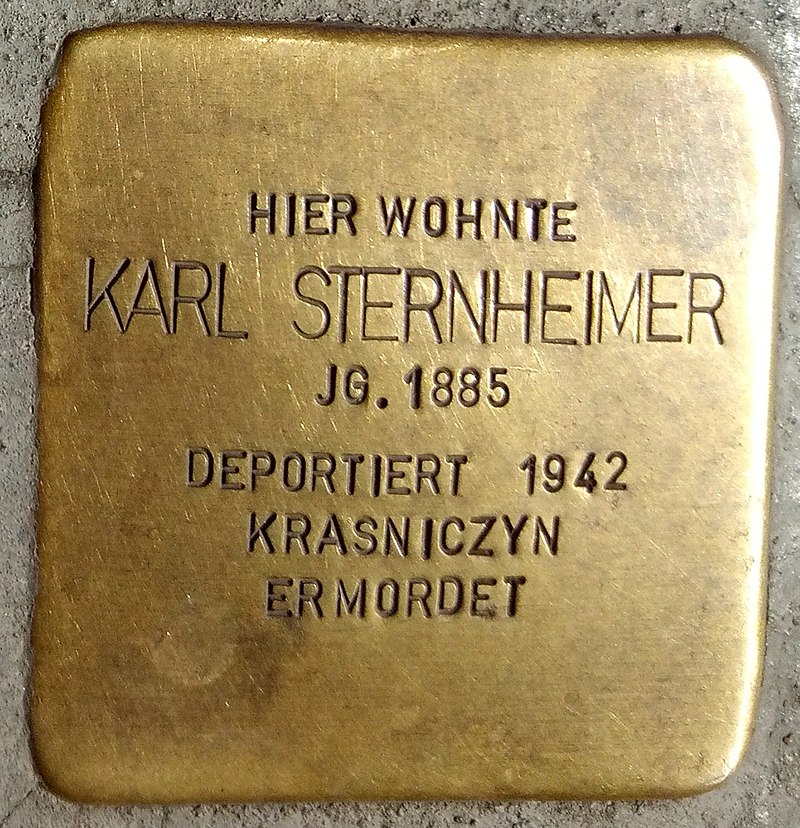 HIER WOHNTE
KARL STERNHEIMER
JG. 1885
DEPORTIERT 1942
KRASNICZYN
ERMORDET